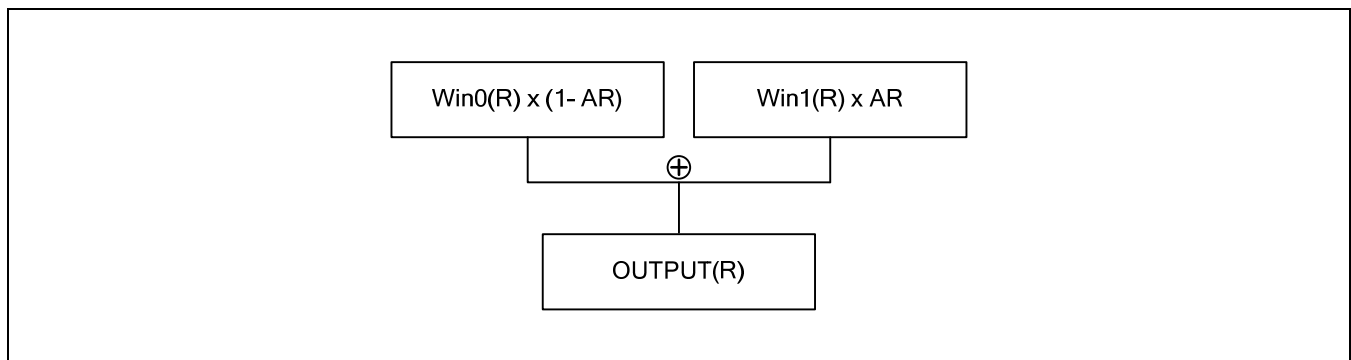 Win0(R) x (1- AR)
Win1(R) x AR
OUTPUT(R)